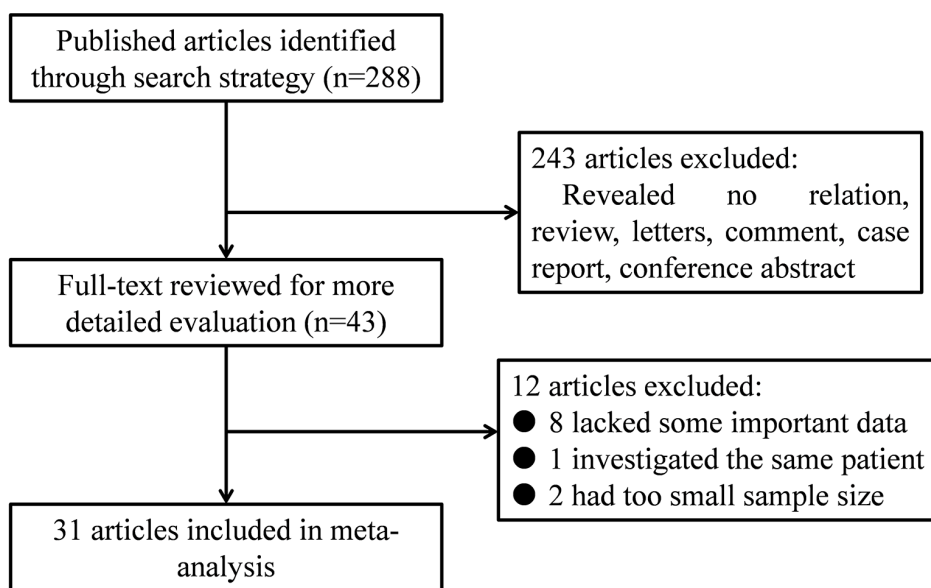 Published articles identified
through search strategy (n=288)
243 articles excluded:
Revealed no relation,
review, letters, comment, case
report, conference abstract
Full-text reviewed for more
detailed evaluation (n=43)
12 articles excluded:
● 8 lacked some important data
● 1 investigated the same patient
● 2 had too small sample size
31 articles included in meta-
analysis